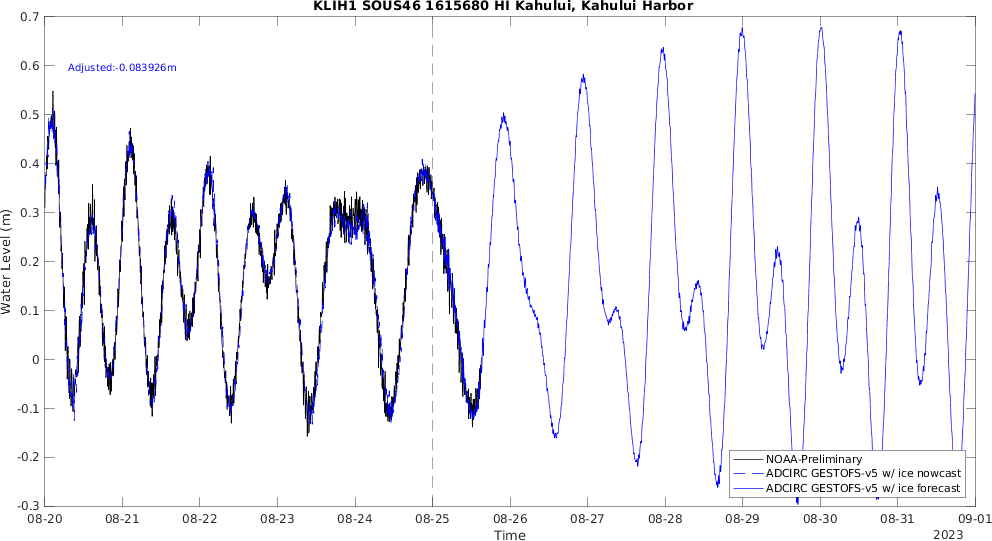 KLIH1 SOUS46 1615680 HI Kahului, Kahului Harbor
Adjusted:-0.083926m
Water Level (m)
0.7
0.6
0.5
0.4
0.3
0.2
0.1
0
-0.1
-0.2
-0.3
NOAA-Preliminary
ADCIRC GESTOFS-v5 w/ ice nowcast
ADCIRC GESTOFS-v5 w/ ice forecast
08-20 08-21 08-22 08-23 08-24 08-25 08-26 08-27 08-28 08-29 08-30 08-31 09-01
Time
2023